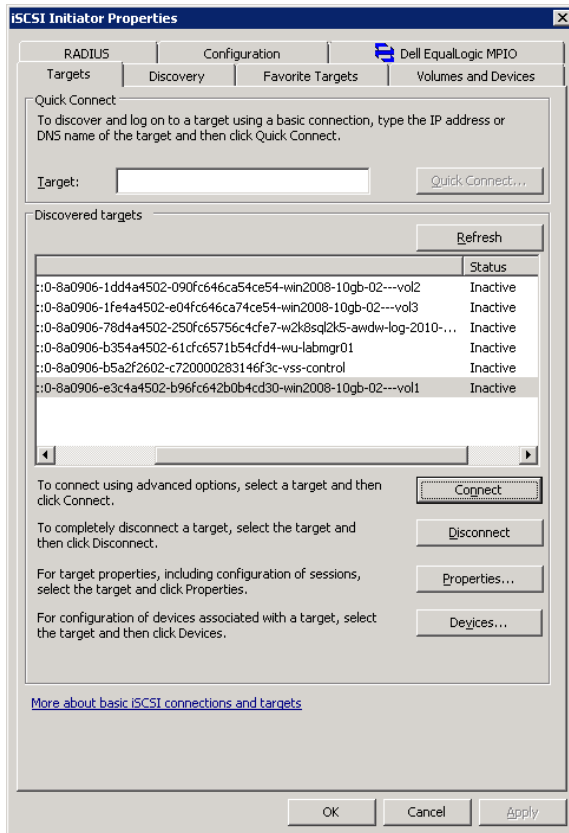 iSCSI Initiator Properties
RADIUS Configuration Dell EqualLogic MPIO
Targets Discovery Favorite Targets Volumes and Devices
Quick Connect
To discover and log on to a target using a basic connection, type the IP address or
DNS name of the target and then click Quick Connect.
Target: Quick Connect...
Discovered targets
Refresh
Status
::0-8a0906-1dd4a4502-090fc646ca54ce54-win2008-10gb-02---vol2 Inactive
::0-8a0906-1fe4a4502-e04fc646ca74ce54-win2008-10gb-02---vol3 Inactive
::0-8a0906-78d4a4502-250fc65756c4cfe7-w2k8sql2k5-awdw-log-2010-... Inactive
::0-8a0906-b354a4502-61cfc6571b54cfd4-wu-labmgr01 Inactive
::0-8a0906-b5a2f2602-c720000283146f3c-vss-control Inactive
::0-8a0906-e3c4a4502-b96fc642b0b4cd30-win2008-10gb-02---vol1 Inactive
To connect using advanced options, select a target and then
click Connect.
Connect
To completely disconnect a target, select the target and
then click Disconnect.
Disconnect
For target properties, including configuration of sessions,
select the target and click Properties.
Properties...
For configuration of devices associated with a target, select
the target and then click Devices.
Devices...
More about basic iSCSI connections and targets
OK Cancel Apply